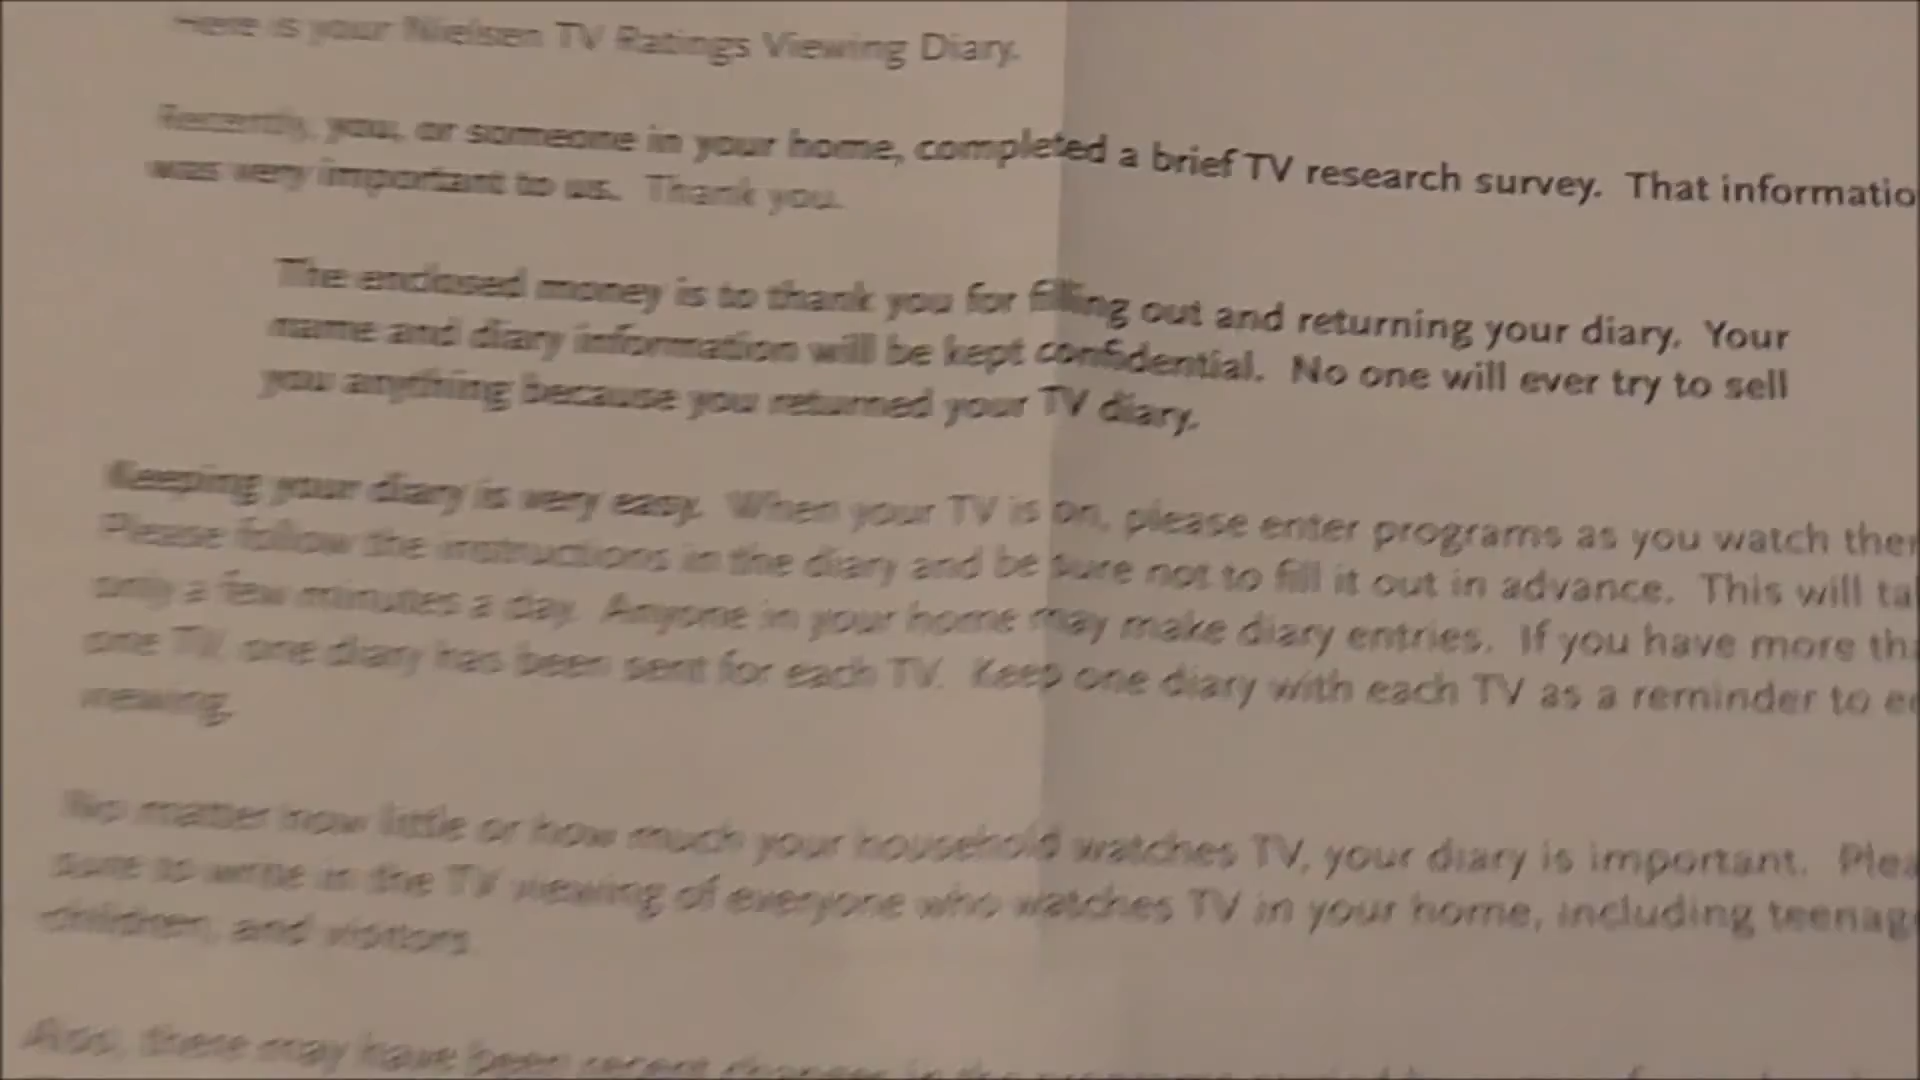 Here is your Nielsen TV Ratings Viewing Diary.
Recently, you, or someone in your home, completed a brief TV research survey. That informatio
was very important to us. Thank you.
The enclosed money is to thank you for filling out and returning your diary. Your
name and diary information will be kept confidential. No one will ever try to sell
you anything because you returned your TV diary.
Keeping your diary is very easy. When your TV is on, please enter programs as you watch
Please follow the instructions in the diary and be sure not to fill it out in advance. This will
only a few minutes a day. Anyone in your home may make diary entries. If you have more
one TV, one diary has been sent for each TV. Keep one diary with each TV as a reminder to
viewing.
No matter how little or how much your household watches TV, your diary is important.
sure to write in the TV viewing of everyone who watches TV in your home, including
children, and visitors.
Also, there may have been recent changes in the